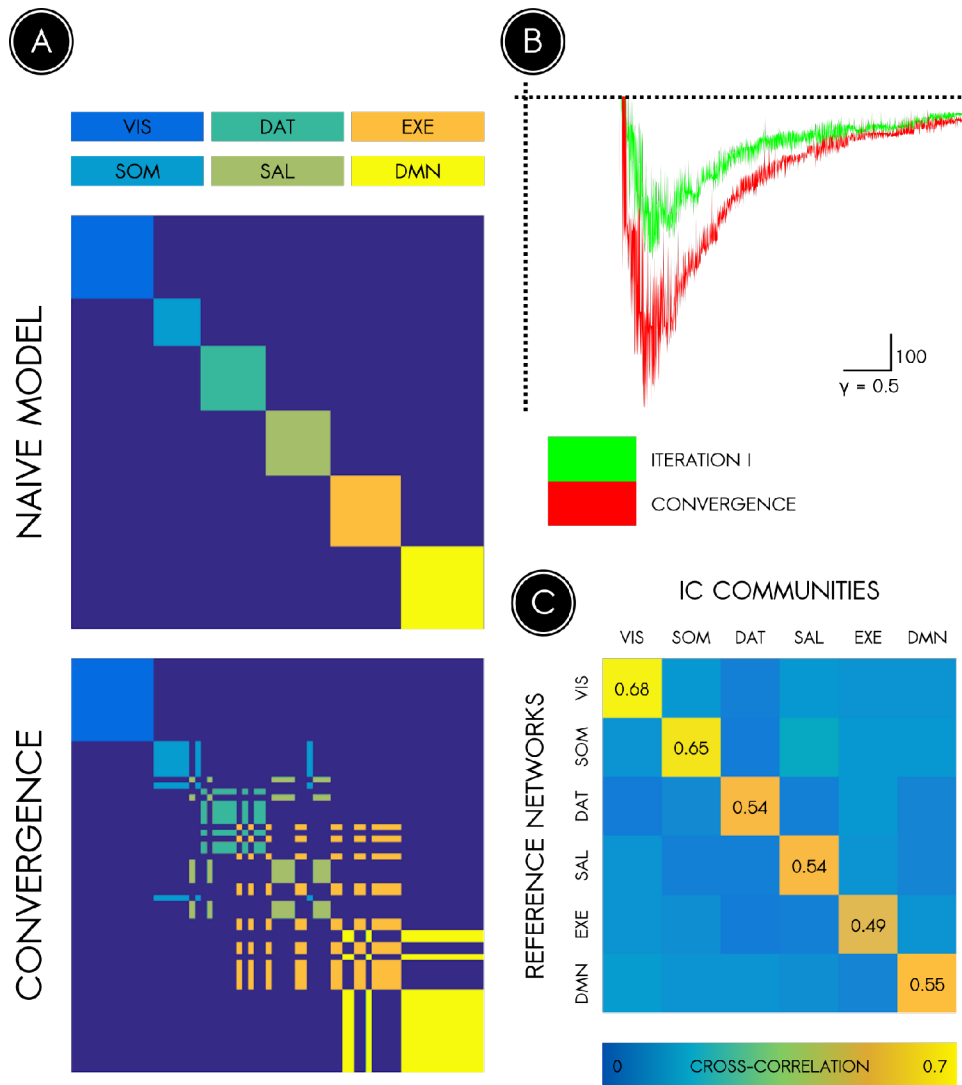 A
VIS DAT EXE
SOM SAL DMN
NAIVE MODEL
CONVERGENCE
B
100
γ = 0.5
ITERATION I
CONVERGENCE
C
IC COMMUNITIES
VIS SOM DAT SAL EXE DMN
REFERENCE NETWORKS
VIS 0.68
SOM 0.65
DAT 0.54
SAL 0.54
EXE 0.49
DMN 0.55
0 CROSS-CORRELATION 0.7